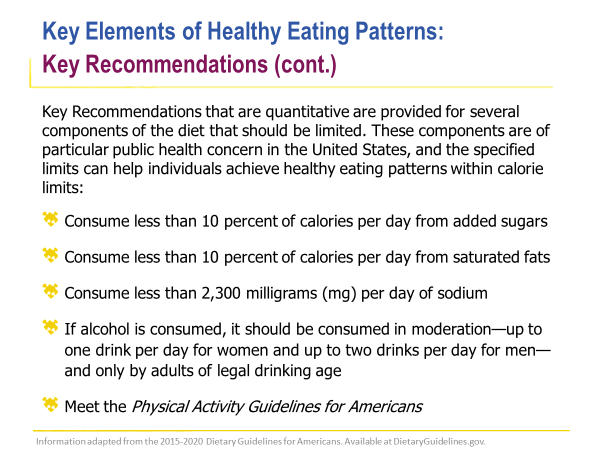 Key Elements of Healthy Eating Patterns:
Key Recommendations (cont.)
Key Recommendations that are quantitative are provided for several
components of the diet that should be limited. These components are of
particular public health concern in the United States, and the specified
limits can help individuals achieve healthy eating patterns within calorie
limits:
Consume less than 10 percent of calories per day from added sugars
Consume less than 10 percent of calories per day from saturated fats
Consume less than 2,300 milligrams (mg) per day of sodium
If alcohol is consumed, it should be consumed in moderation—up to
one drink per day for women and up to two drinks per day for men—
and only by adults of legal drinking age
Meet the Physical Activity Guidelines for Americans
Information adapted from the 2015-2020 Dietary Guidelines for Americans. Available at DietaryGuidelines.gov.